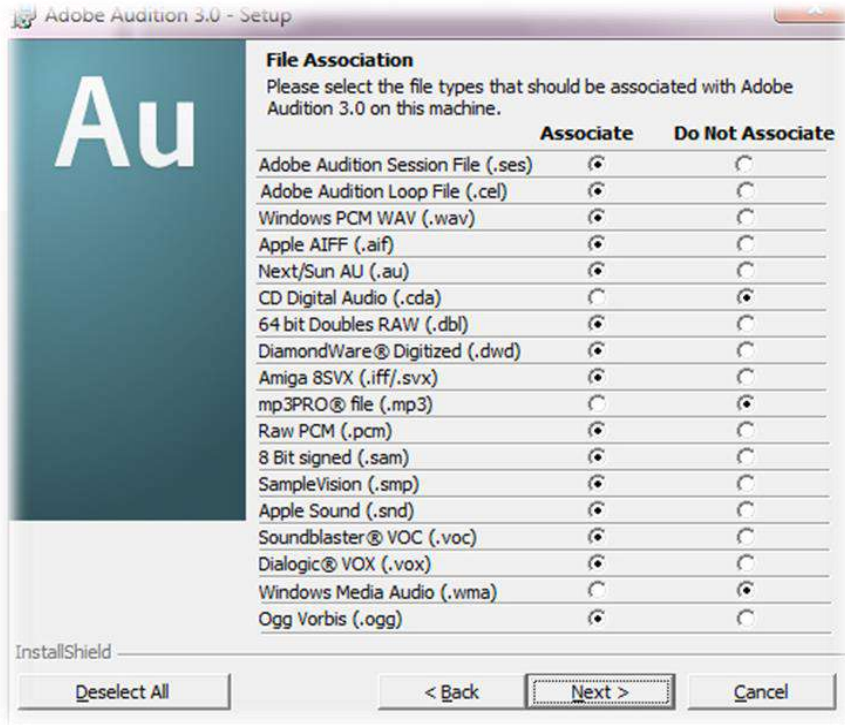 Adobe Audition 3.0 - Setup
Au
File Association
Please select the file types that should be associated with Adobe
Audition 3.0 on this machine.
Associate Do Not Associate
Adobe Audition Session File (.ses)
Adobe Audition Loop File (.cel)
Windows PCM WAV (.wav)
Apple AIFF (.aif)
Next/Sun AU (.au)
CD Digital Audio (.cda)
64 bit Doubles RAW (.dbl)
DiamondWare® Digitized (.dwd)
Amiga 8SVX (.iff/.svx)
mp3PRO® file (.mp3)
Raw PCM (.pcm)
8 Bit signed (.sam)
SampleVision (.smp)
Apple Sound (.snd)
Soundblaster® VOC (.voc)
Dialogic® VOX (.vox)
Windows Media Audio (.wma)
Ogg Vorbis (.ogg)
InstallShield
Deselect All < Back Next > Cancel